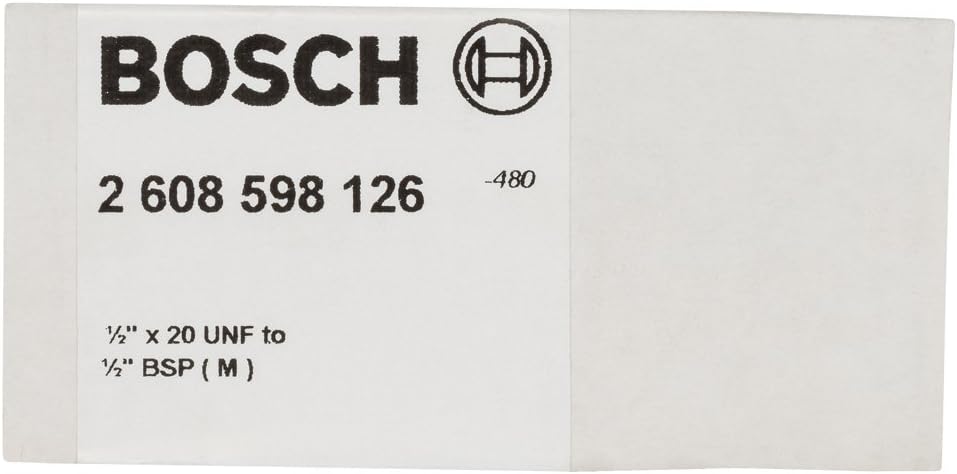 BOSCH
2 608 598 126 -480
½" x 20 UNF to
½" BSP ( M )